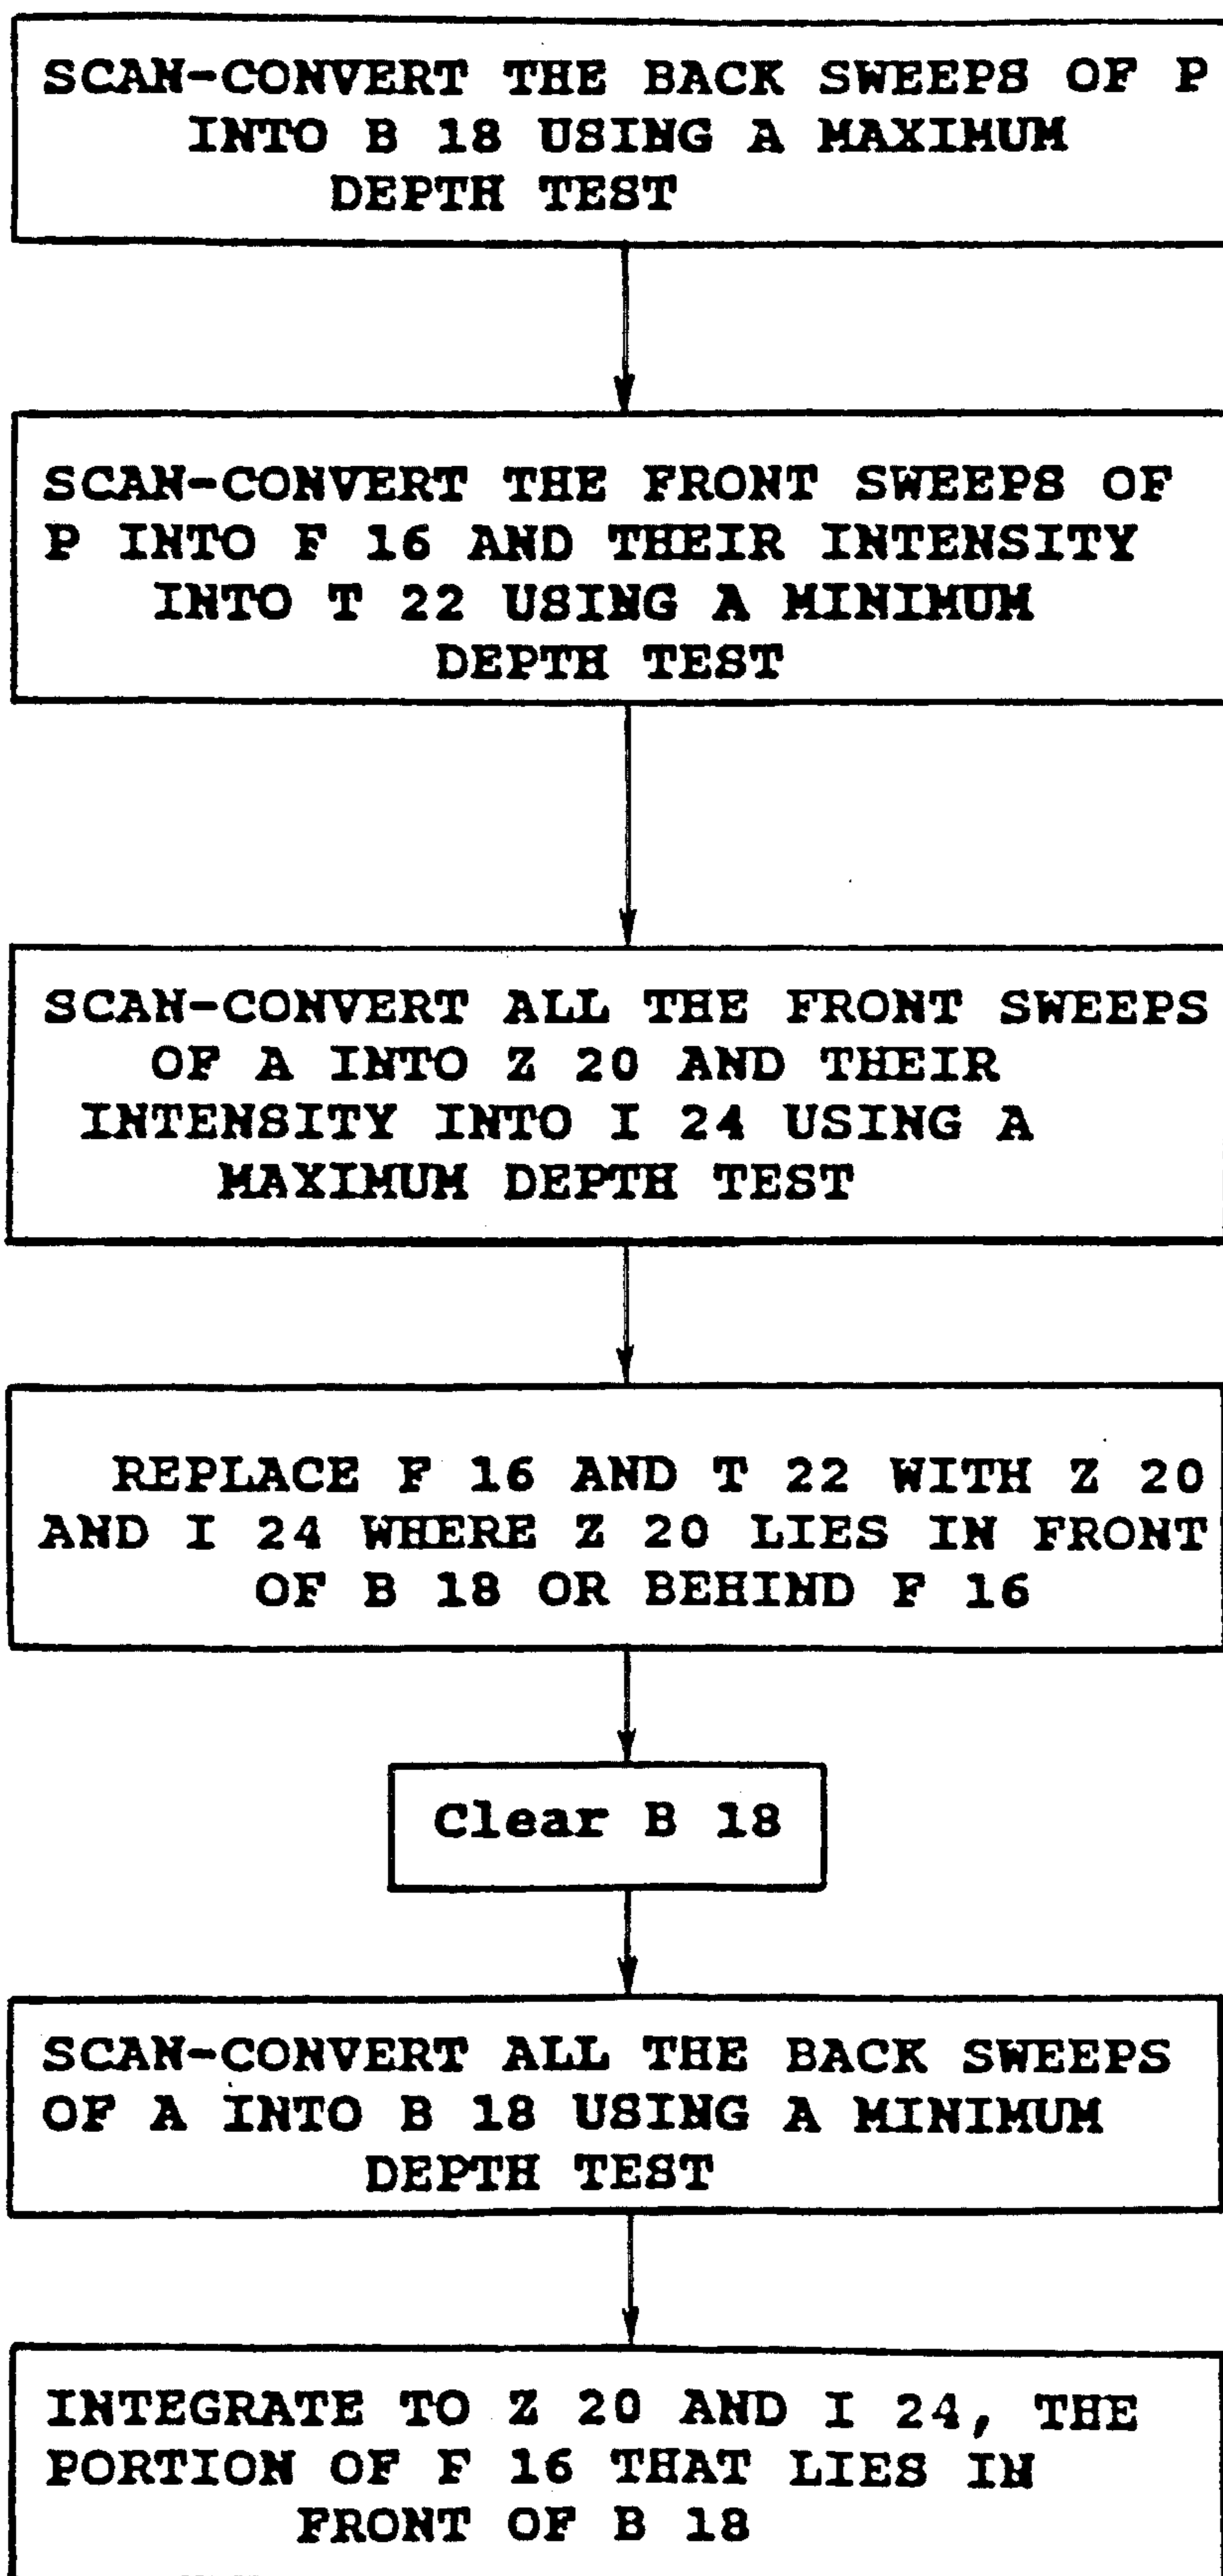 SCAN-CONVERT THE BACK SWEEPS OF P
INTO B 18 USING A MAXIMUM
DEPTH TEST
SCAN-CONVERT THE FRONT SWEEPS OF
P INTO F 16 AND THEIR INTENSITY
INTO T 22 USING A MINIMUM
DEPTH TEST
SCAN-CONVERT ALL THE FRONT SWEEPS
OF A INTO Z 20 AND THEIR
INTENSITY INTO I 24 USING A
MAXIMUM DEPTH TEST
REPLACE F 16 AND T 22 WITH Z 20
AND I 24 WHERE Z 20 LIES IN FRONT
OF B 18 OR BEHIND F 16
Clear B 18
SCAN-CONVERT ALL THE BACK SWEEPS
OF A INTO B 18 USING A MINIMUM
DEPTH TEST
INTEGRATE TO Z 20 AND I 24, THE
PORTION OF F 16 THAT LIES IN
FRONT OF B 18